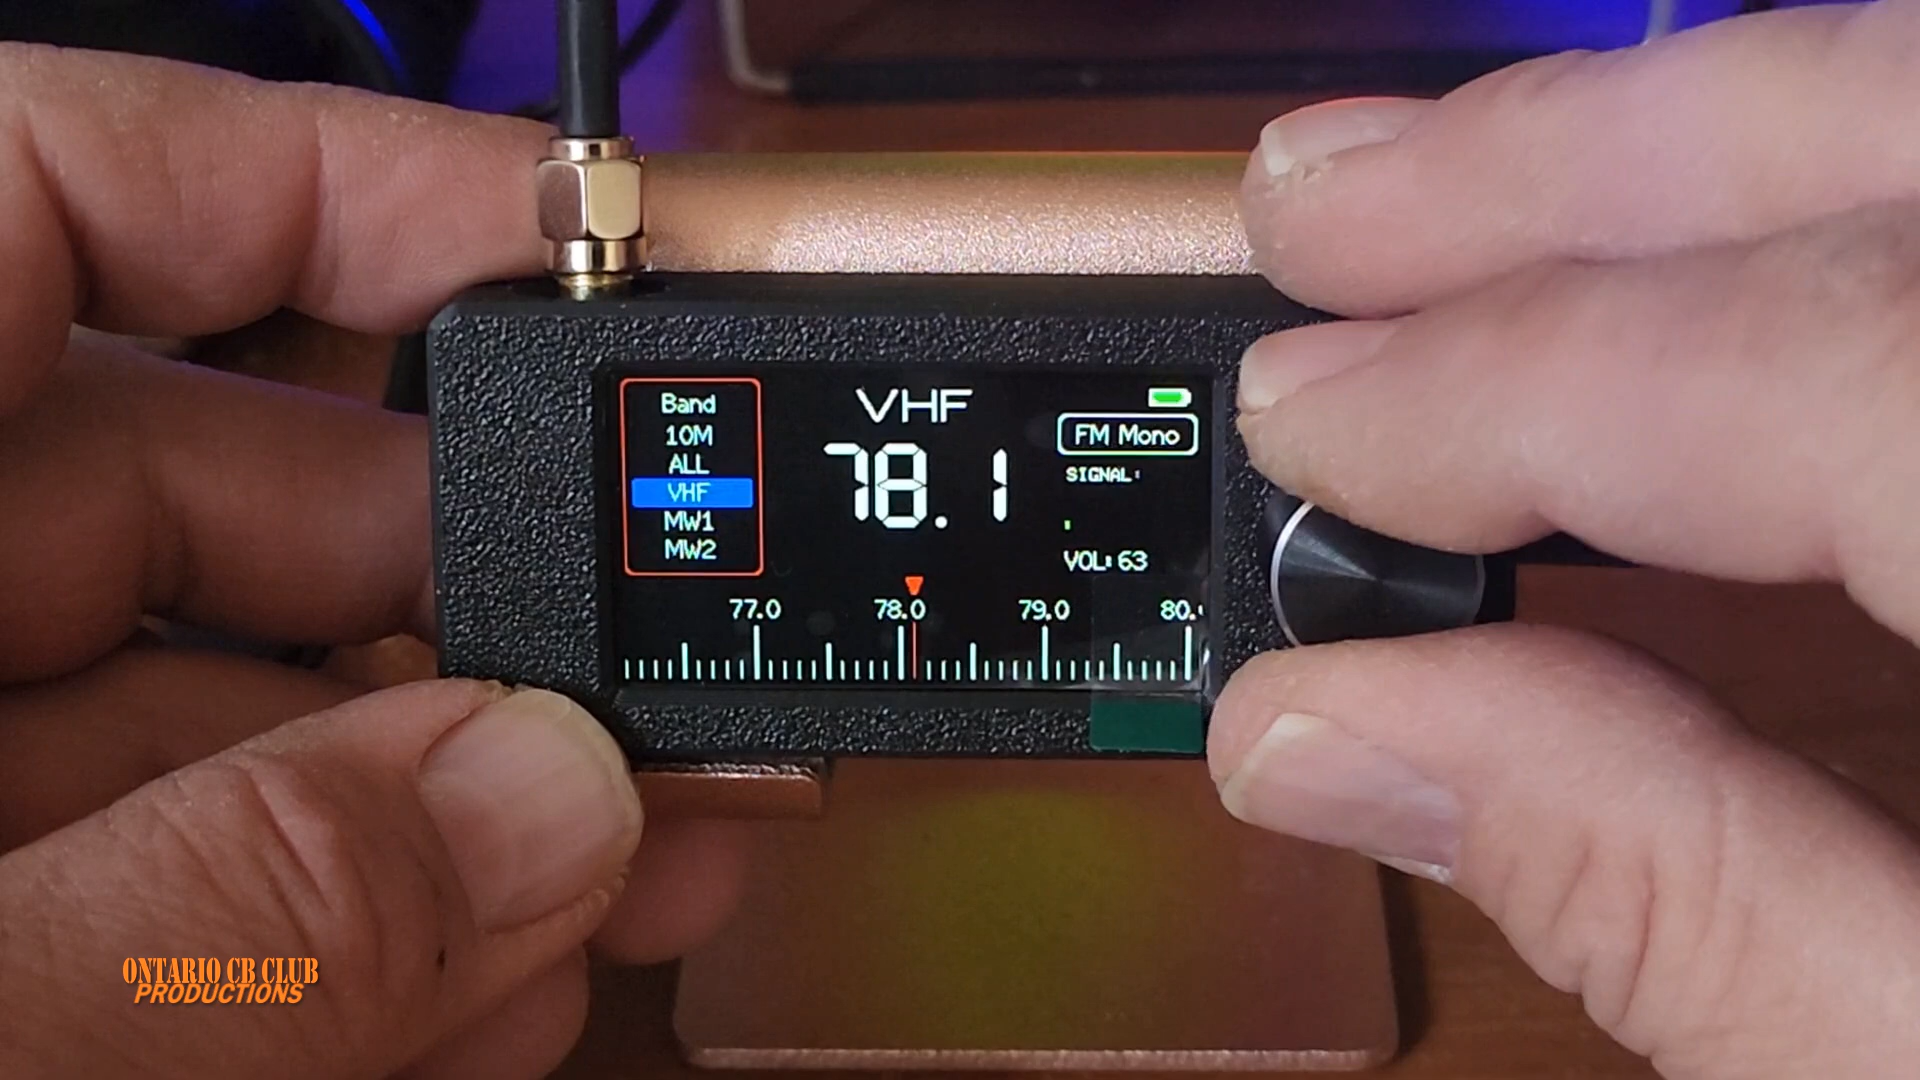 Band
10M
ALL
VHF
MW1
MW2
VHF
78.1
FM Mono
SIGNAL:
VOL: 63
77.0 78.0 79.0 80.
ONTARIO CB CLUB
PRODUCTIONS